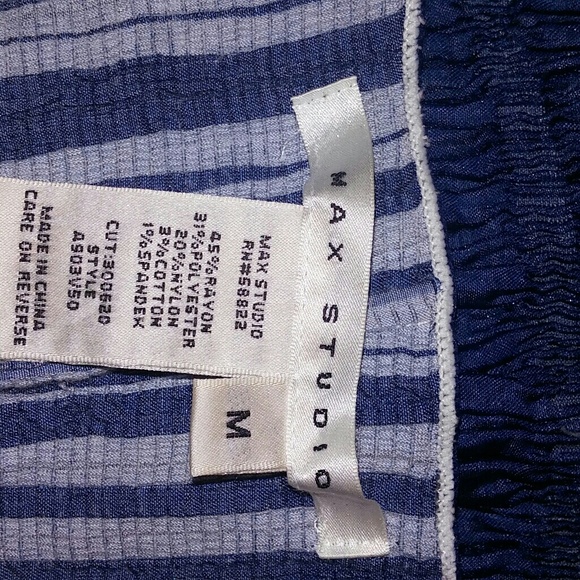 MAX STUDIO
MAX STUDIO
RN#58822
45%RAYON
31%POLYESTER
20%NYLON
3%COTTON
1%SPANDEX
CUT:300620
STYLE
A903V50
MADE IN CHINA
CARE ON REVERSE
M